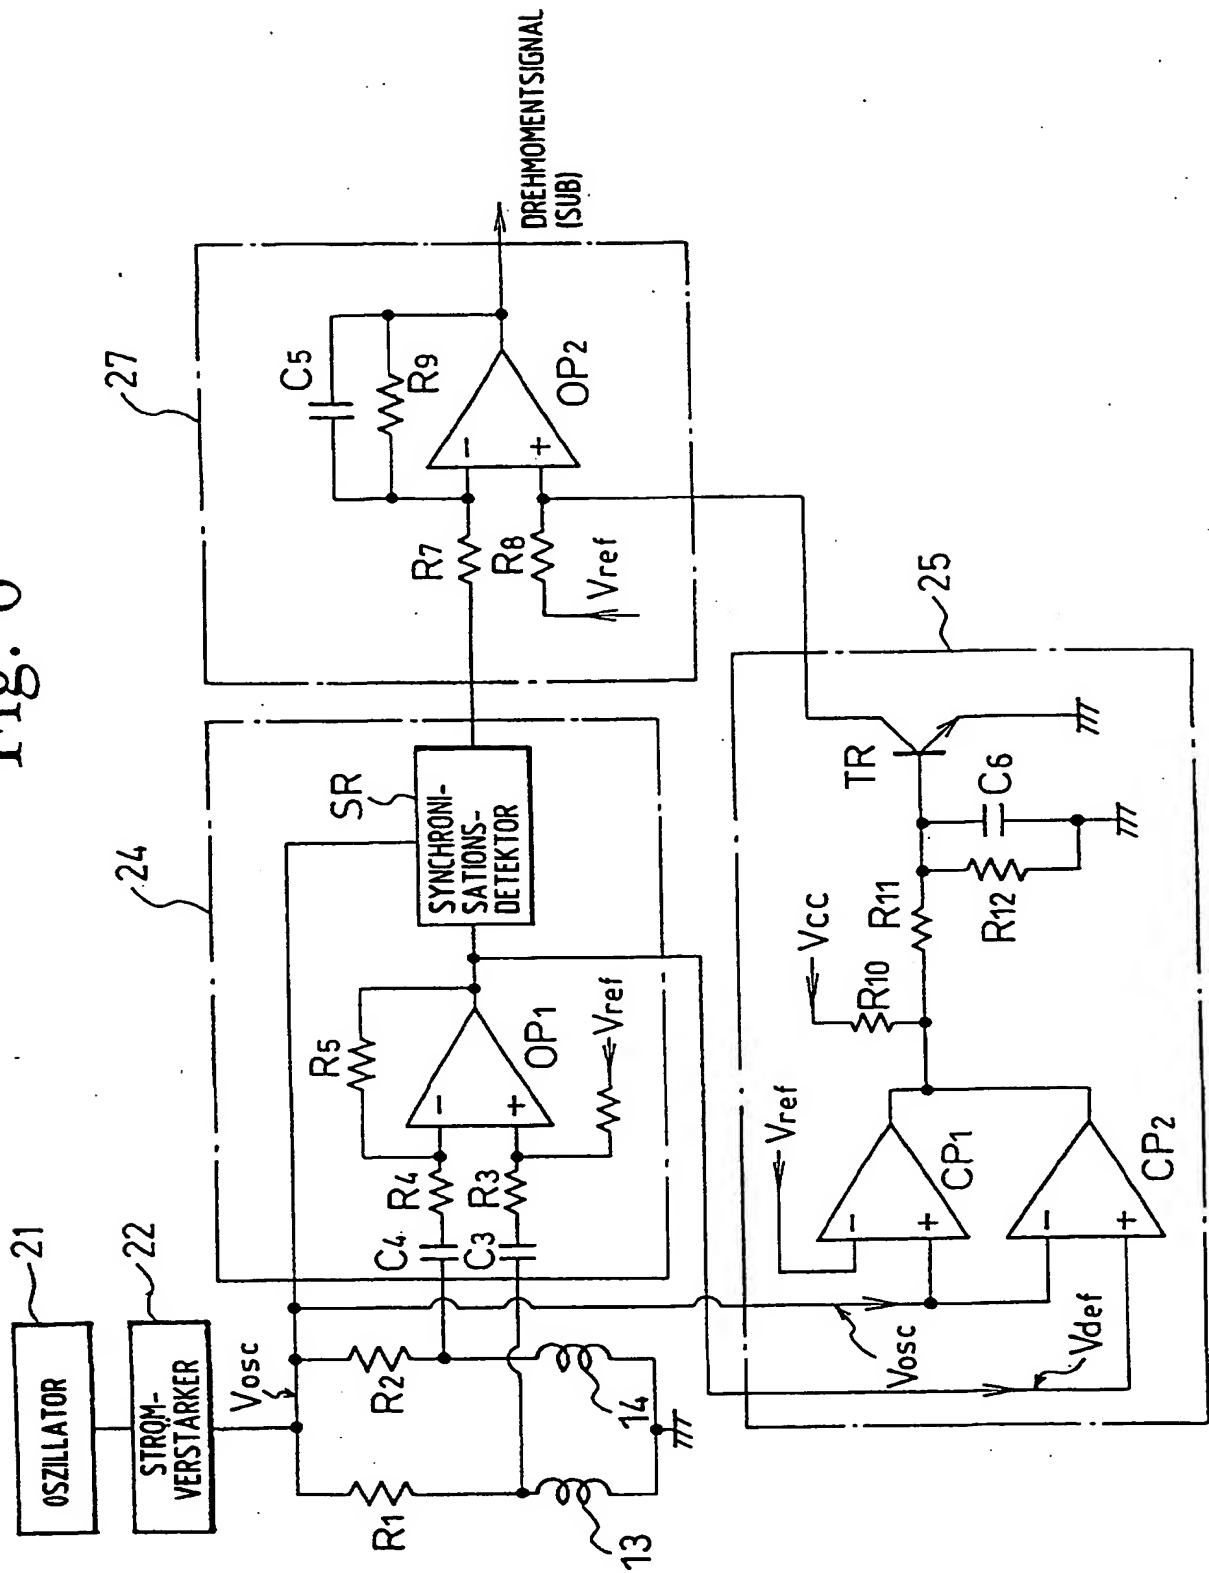 Fig. 6
21
OSZILLATOR
22
STROM-
VERSTÄRKER
Vosc
R1
R2
13
14
24
C4
R4
C3
R3
R5
OP1
Vref
SR
SYNCHRONI-
SATIONS-
DETEKTOR
27
R7
R8
Vref
C5
R9
OP2
DREHMOMENTSIGNAL
(SUB)
25
Vosc
Vdef
Vref
CP1
CP2
Vcc
R10
R11
R12
C6
TR